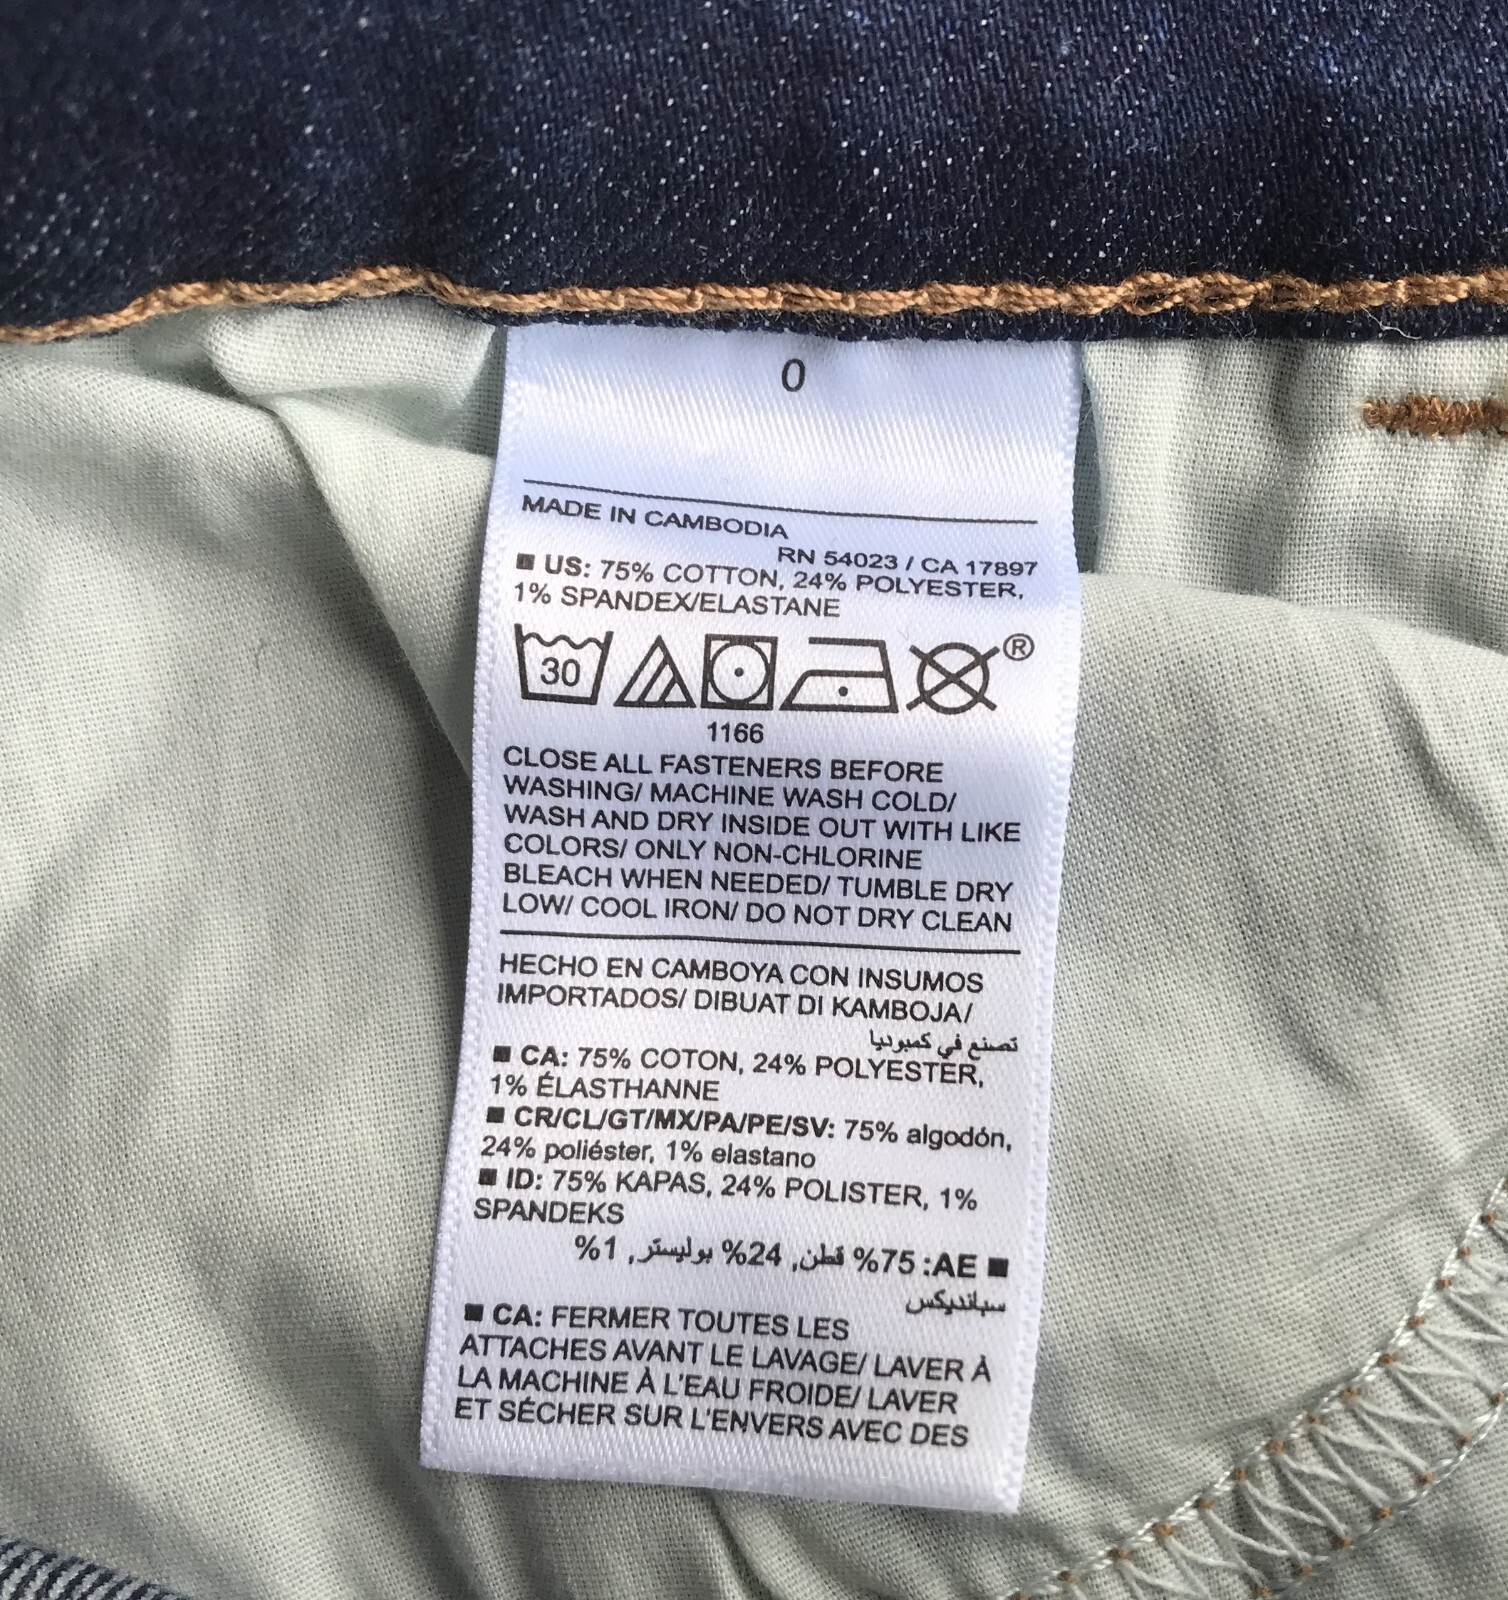 0
MADE IN CAMBODIA
RN 54023 / CA 17897
■ US: 75% COTTON, 24% POLYESTER,
1% SPANDEX/ELASTANE
30
®
1166
CLOSE ALL FASTENERS BEFORE
WASHING/ MACHINE WASH COLD/
WASH AND DRY INSIDE OUT WITH LIKE
COLORS/ ONLY NON-CHLORINE
BLEACH WHEN NEEDED/ TUMBLE DRY
LOW/ COOL IRON/ DO NOT DRY CLEAN
HECHO EN CAMBOYA CON INSUMOS
IMPORTADOS/ DIBUAT DI KAMBOJA/
تصنع في كمبوديا
■ CA: 75% COTON, 24% POLYESTER,
1% ÉLASTHANNE
■ CR/CL/GT/MX/PA/PE/SV: 75% algodón,
24% poliéster, 1% elastano
■ ID: 75% KAPAS, 24% POLISTER, 1%
SPANDEKS
■ AE: 75% قطن, 24% بوليستر, 1%
سباندیکس
■ CA: FERMER TOUTES LES
ATTACHES AVANT LE LAVAGE/ LAVER À
LA MACHINE À L'EAU FROIDE/ LAVER
ET SÉCHER SUR L'ENVERS AVEC DES